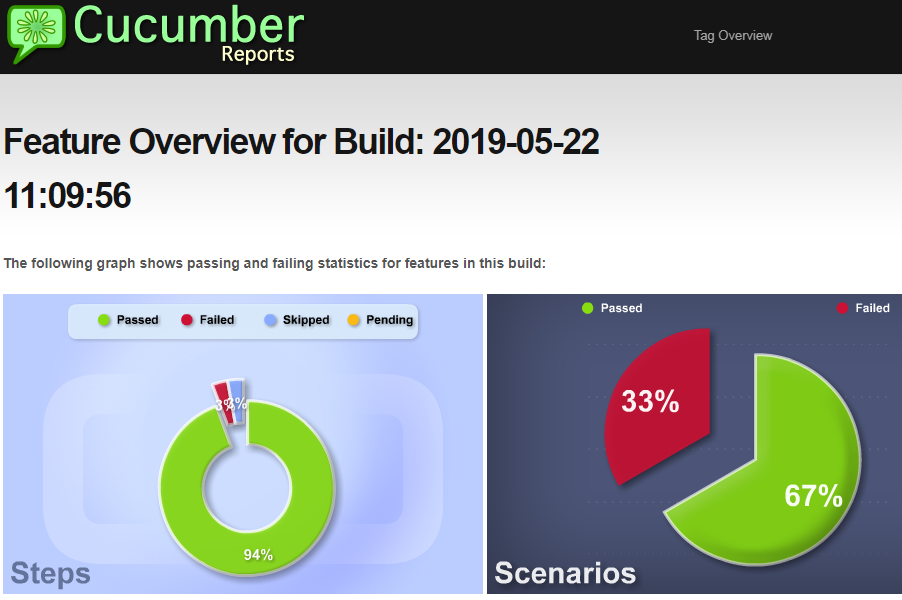 Cucumber
Reports
Tag Overview
Feature Overview for Build: 2019-05-22
11:09:56
The following graph shows passing and failing statistics for features in this build:
Passed Failed Skipped Pending
3% 3%
94%
Steps
Passed Failed
33%
67%
Scenarios